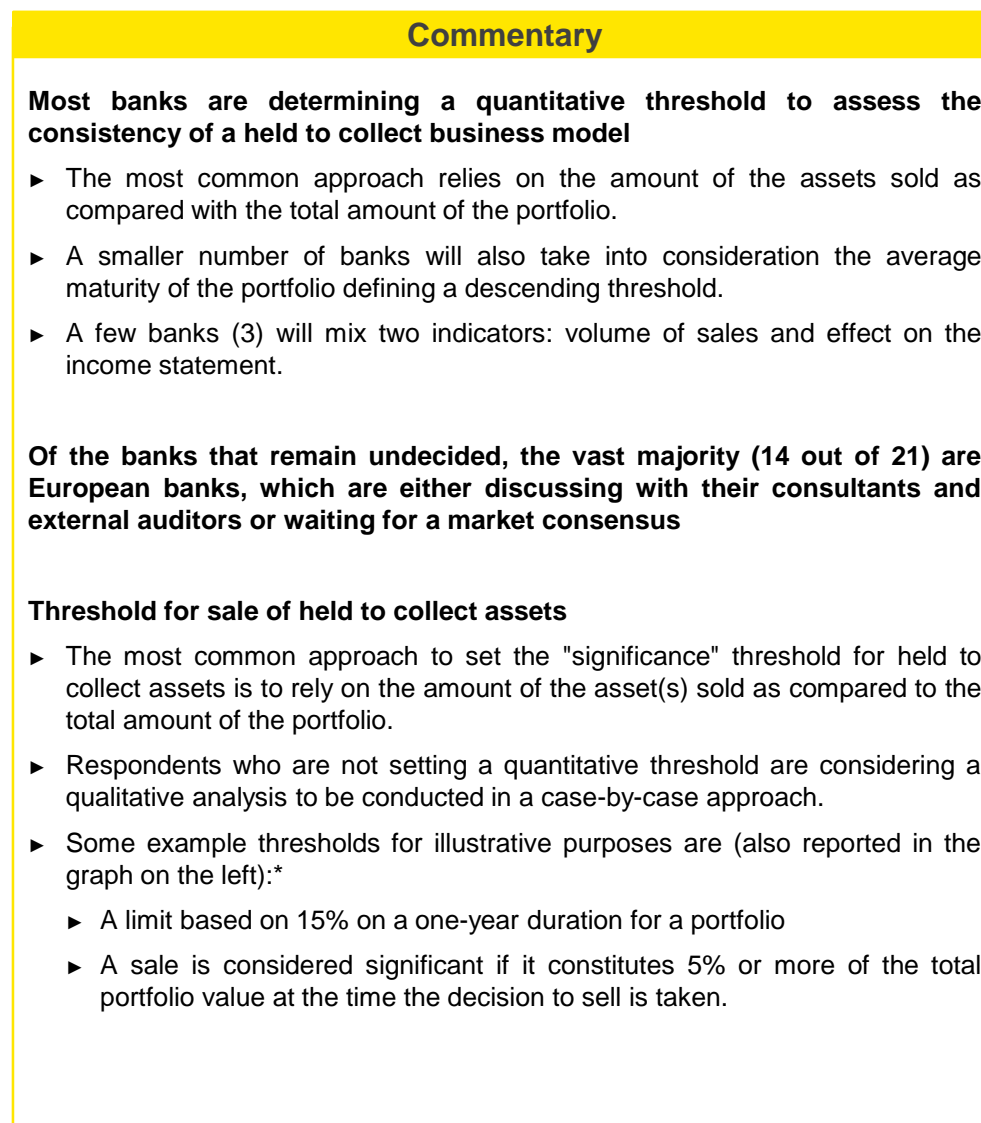 Commentary
Most banks are determining a quantitative threshold to assess the
consistency of a held to collect business model
► The most common approach relies on the amount of the assets sold as
compared with the total amount of the portfolio.
► A smaller number of banks will also take into consideration the average
maturity of the portfolio defining a descending threshold.
► A few banks (3) will mix two indicators: volume of sales and effect on the
income statement.
Of the banks that remain undecided, the vast majority (14 out of 21) are
European banks, which are either discussing with their consultants and
external auditors or waiting for a market consensus
Threshold for sale of held to collect assets
► The most common approach to set the "significance" threshold for held to
collect assets is to rely on the amount of the asset(s) sold as compared to the
total amount of the portfolio.
► Respondents who are not setting a quantitative threshold are considering a
qualitative analysis to be conducted in a case-by-case approach.
► Some example thresholds for illustrative purposes are (also reported in the
graph on the left):*
► A limit based on 15% on a one-year duration for a portfolio
► A sale is considered significant if it constitutes 5% or more of the total
portfolio value at the time the decision to sell is taken.